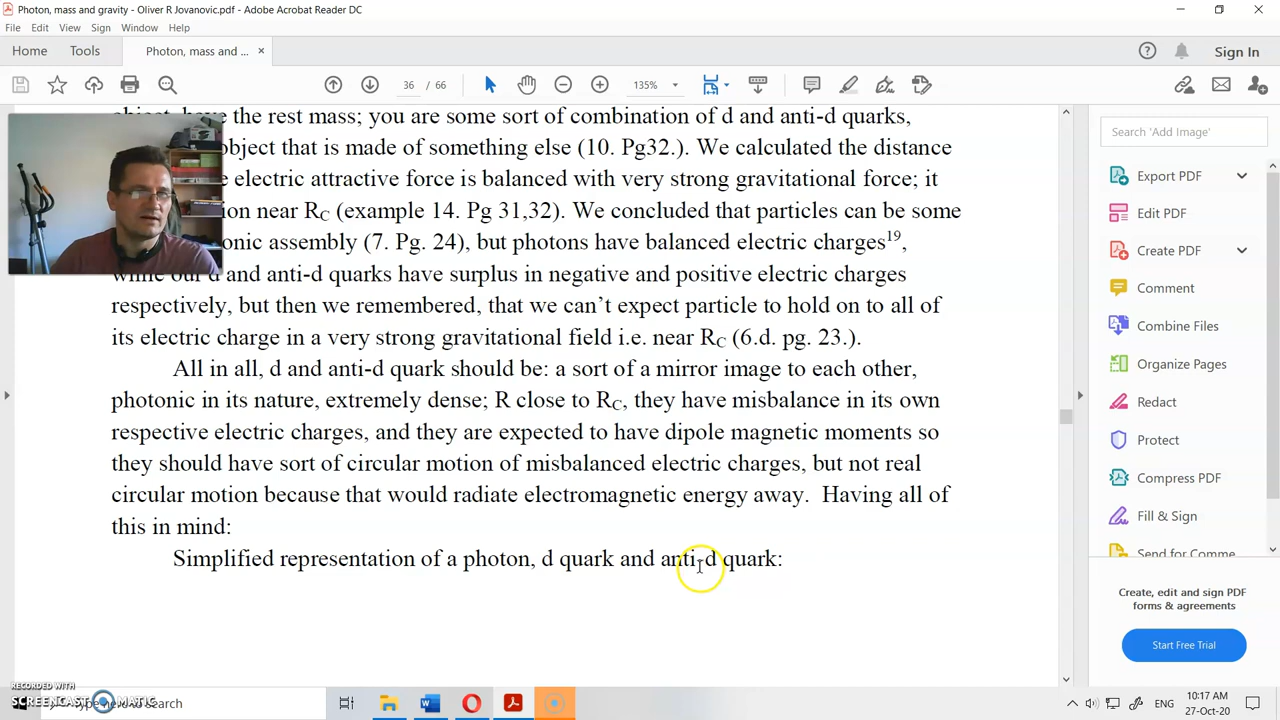 Photon, mass and gravity - Oliver R Jovanovic.pdf - Adobe Acrobat Reader DC
File Edit View Sign Window Help
Home Tools Photon, mass and ... × Sign In
36 / 66 135%
have the rest mass; you are some sort of combination of d and anti-d quarks,
object that is made of something else (10. Pg32.). We calculated the distance
electric attractive force is balanced with very strong gravitational force; it
near RC (example 14. Pg 31,32). We concluded that particles can be some
assembly (7. Pg. 24), but photons have balanced electric charges19,
d and anti-d quarks have surplus in negative and positive electric charges
respectively, but then we remembered, that we can’t expect particle to hold on to all of
its electric charge in a very strong gravitational field i.e. near RC (6.d. pg. 23.).
All in all, d and anti-d quark should be: a sort of a mirror image to each other,
photonic in its nature, extremely dense; R close to RC, they have misbalance in its own
respective electric charges, and they are expected to have dipole magnetic moments so
they should have sort of circular motion of misbalanced electric charges, but not real
circular motion because that would radiate electromagnetic energy away. Having all of
this in mind:
Simplified representation of a photon, d quark and anti-d quark:
Search 'Add Image'
Export PDF
Edit PDF
Create PDF
Comment
Combine Files
Organize Pages
Redact
Protect
Compress PDF
Fill & Sign
Send for Comme
Create, edit and sign PDF
forms & agreements
Start Free Trial
RECORDED WITH
SCREENCAST MATIC
to search
ENG
10:17 AM
27-Oct-20